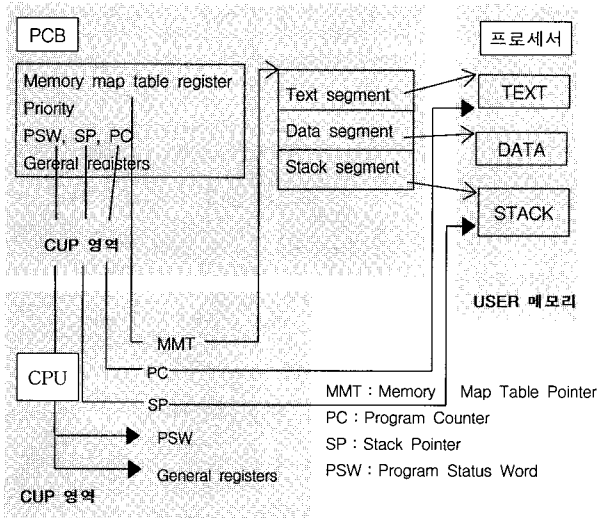 PCB
프로세서
Memory map table register
Priority
PSW, SP, PC
General registers
Text segment
Data segment
Stack segment
TEXT
DATA
STACK
CUP 영역
USER 메모리
MMT
CPU
PC
SP
PSW
General registers
CUP 영역
MMT : Memory Map Table Pointer
PC : Program Counter
SP : Stack Pointer
PSW : Program Status Word